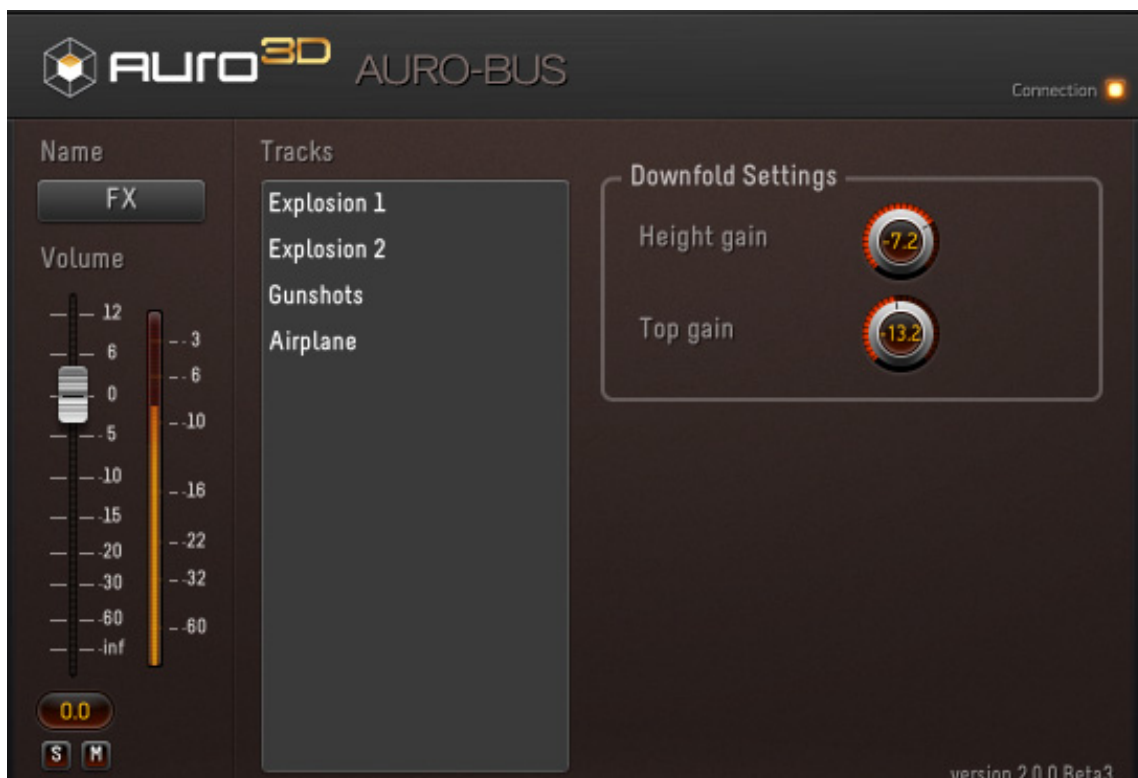 AURO 3D AURO-BUS
Connection
Name
FX
Volume
12
6
0
-5
-10
-15
-20
-30
-60
-inf
-3
-6
-10
-16
-22
-32
-60
0.0
S M
Tracks
Explosion 1
Explosion 2
Gunshots
Airplane
Downfold Settings
Height gain -7.2
Top gain -13.2
version 2.0.0 Beta3